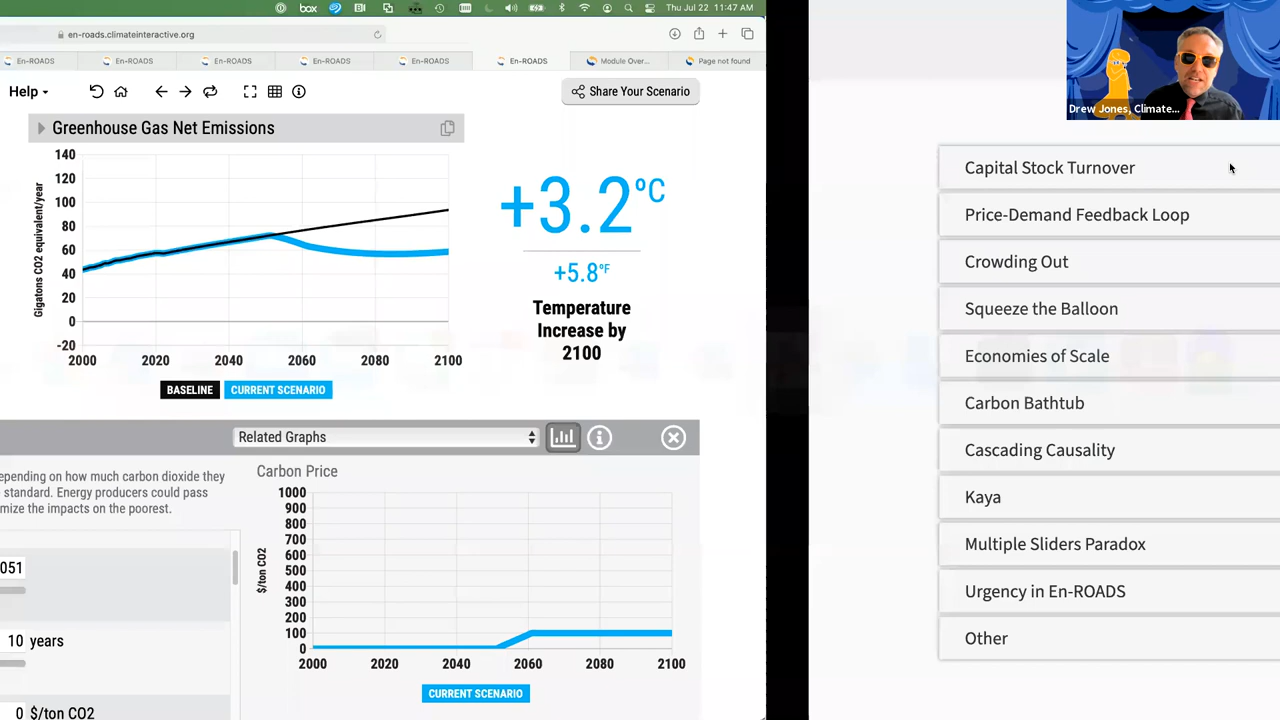 box
Thu Jul 22 11:47 AM
en-roads.climateinteractive.org
En-ROADS
En-ROADS
En-ROADS
En-ROADS
En-ROADS
En-ROADS
Module Over...
Page not found
Help
Share Your Scenario
Greenhouse Gas Net Emissions
Gigatons CO2 equivalent/year
140
120
100
80
60
40
20
0
-20
2000 2020 2040 2060 2080 2100
BASELINE CURRENT SCENARIO
+3.2ºC
+5.8ºF
Temperature
Increase by
2100
Related Graphs
epending on how much carbon dioxide they
standard. Energy producers could pass
mize the impacts on the poorest.
051
10 years
0 $/ton CO2
Carbon Price
$/ton CO2
1000
900
800
700
600
500
400
300
200
100
0
2000 2020 2040 2060 2080 2100
CURRENT SCENARIO
Drew Jones, Climate...
Capital Stock Turnover
Price-Demand Feedback Loop
Crowding Out
Squeeze the Balloon
Economies of Scale
Carbon Bathtub
Cascading Causality
Kaya
Multiple Sliders Paradox
Urgency in En-ROADS
Other